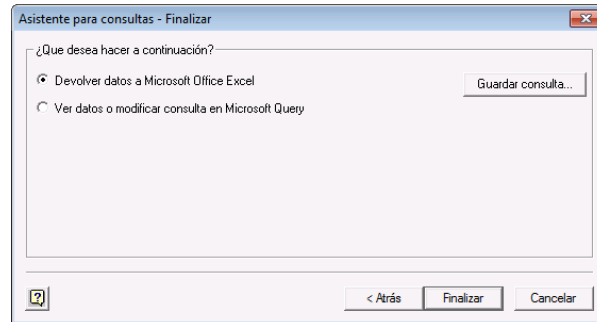 Asistente para consultas - Finalizar
¿Que desea hacer a continuación?
Devolver datos a Microsoft Office Excel
Guardar consulta...
Ver datos o modificar consulta en Microsoft Query
?
< Atrás
Finalizar
Cancelar